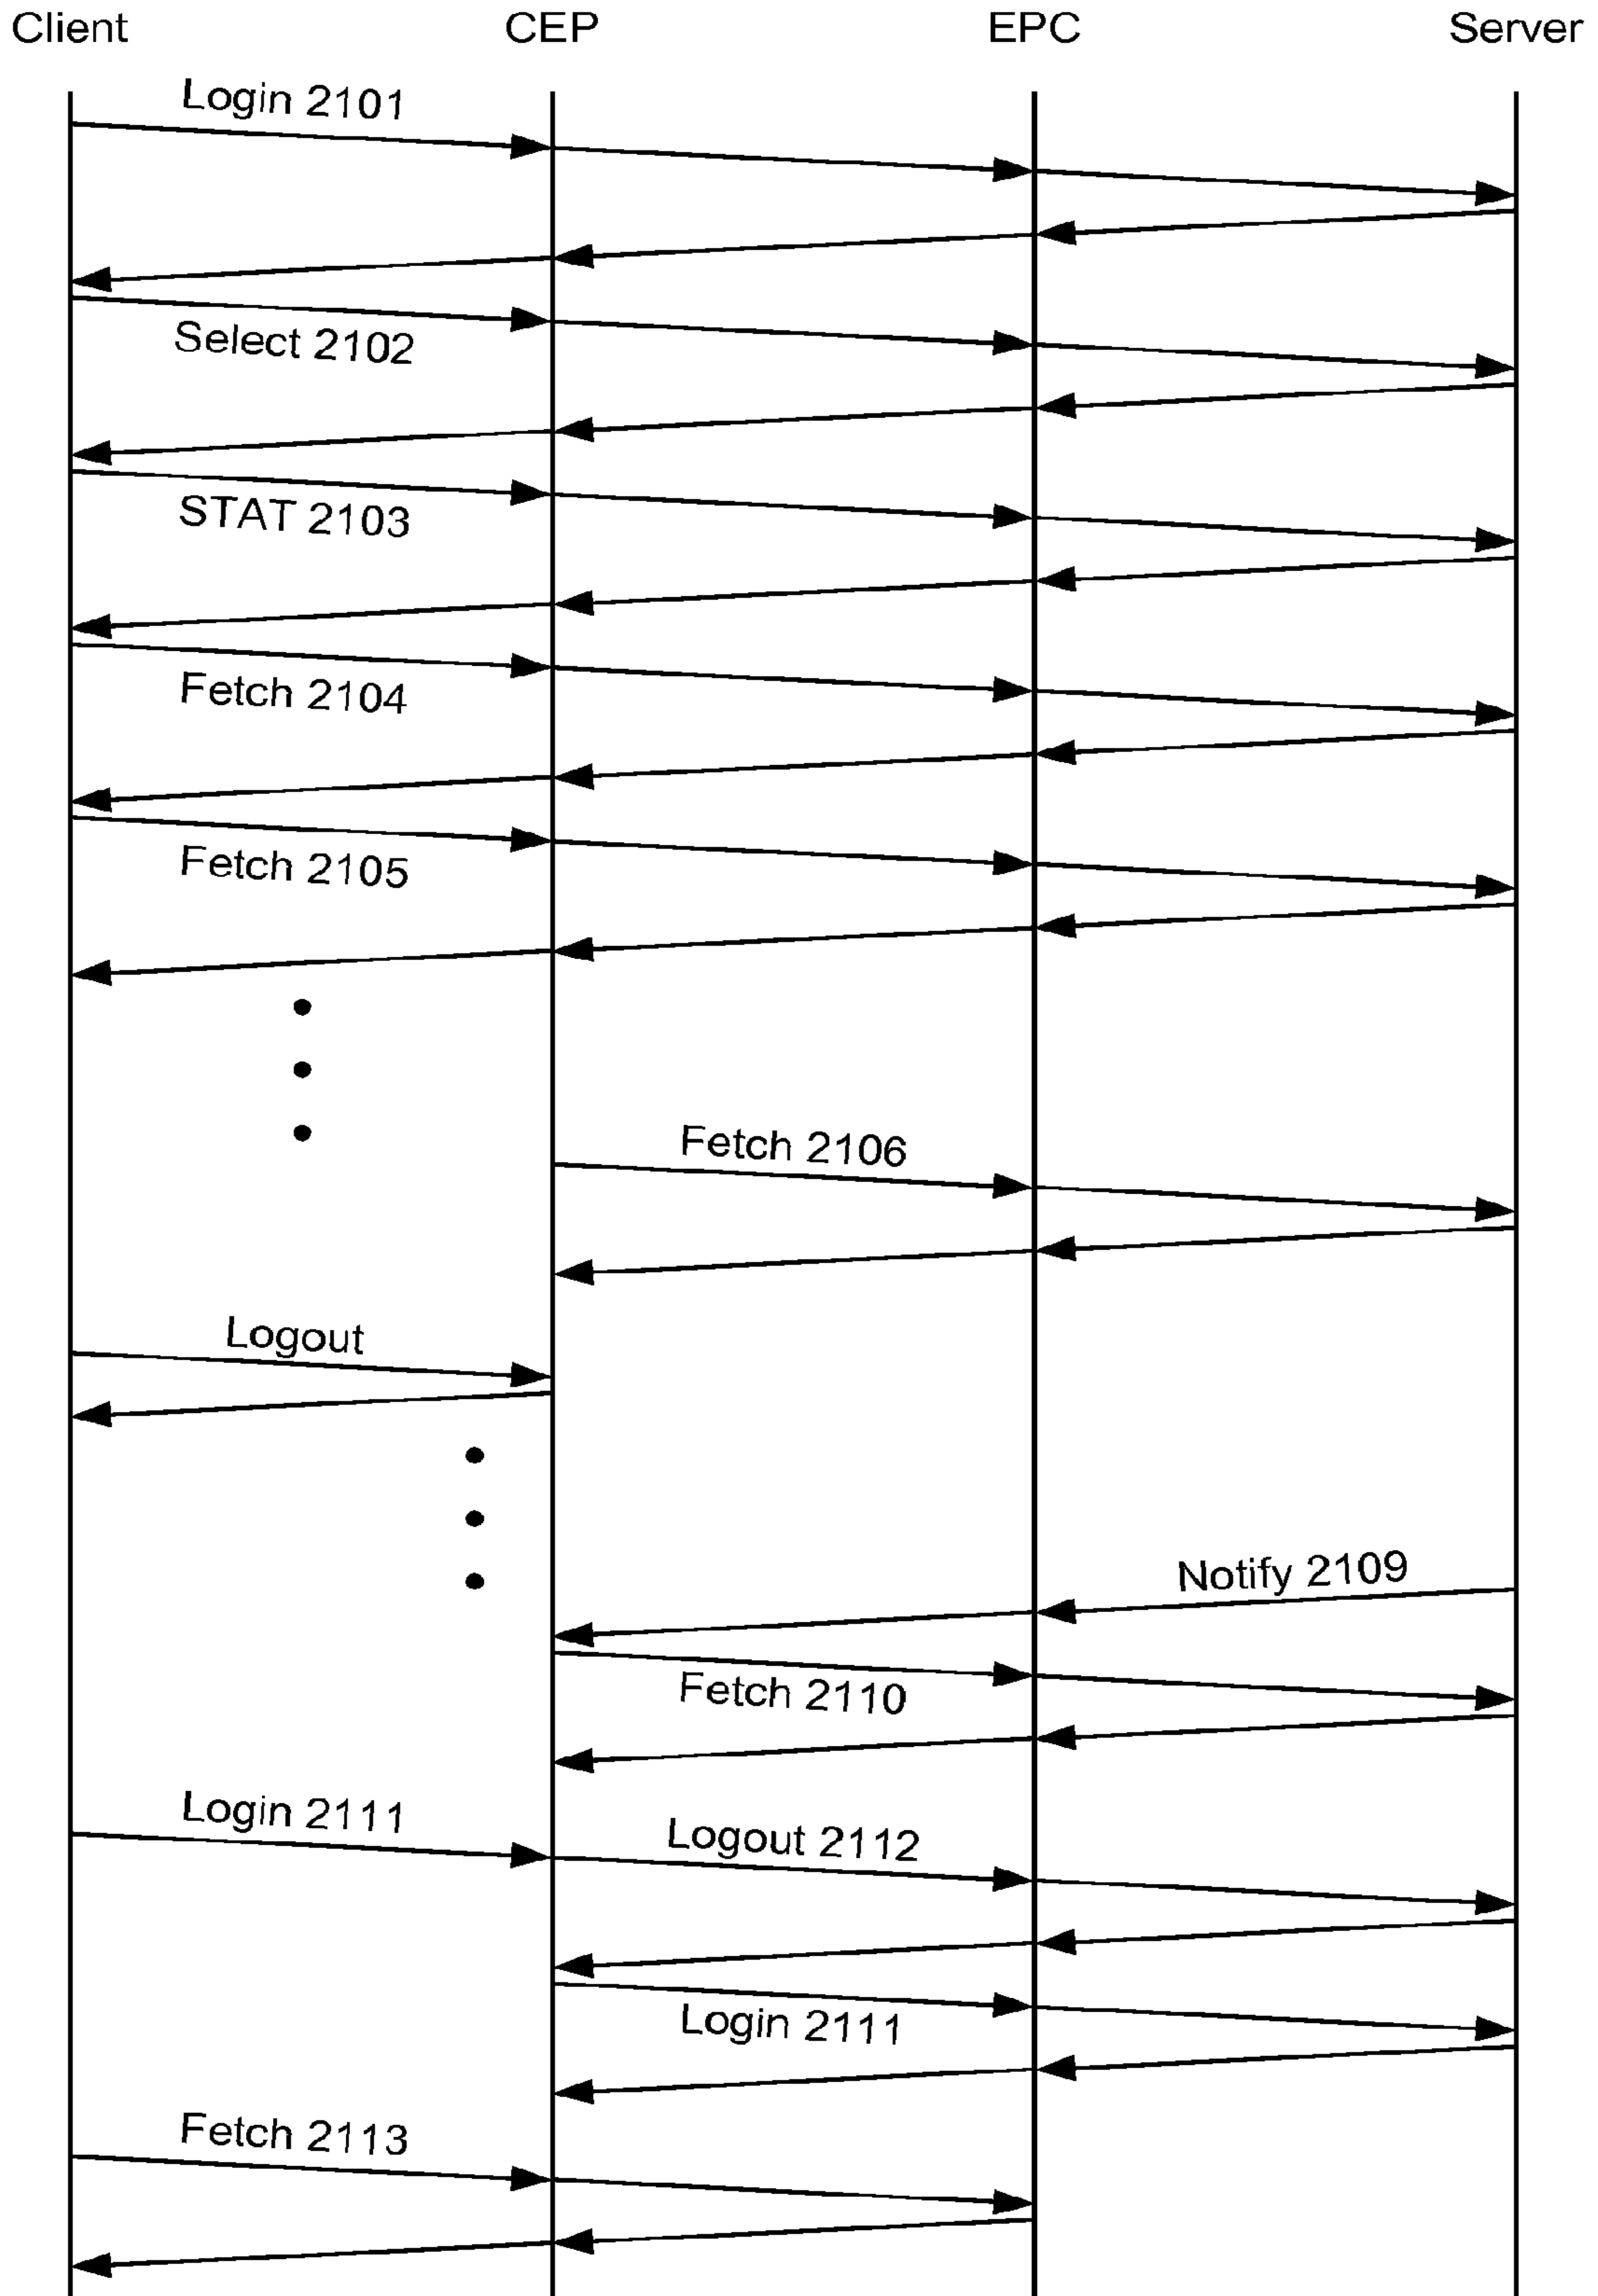 Client CEP EPC Server
Login 2101
Select 2102
STAT 2103
Fetch 2104
Fetch 2105
Fetch 2106
Logout
Notify 2109
Fetch 2110
Login 2111
Logout 2112
Login 2111
Fetch 2113